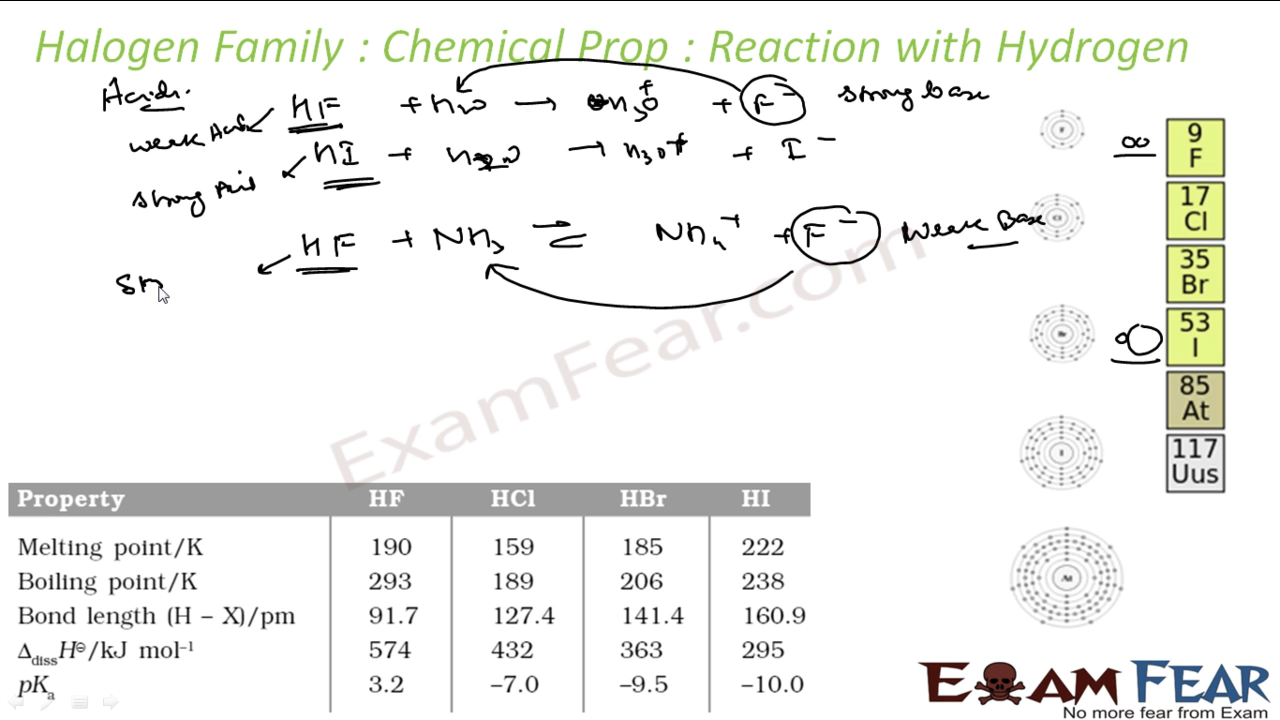 Halogen Family : Chemical Prop : Reaction with Hydrogen
Acids.
weak Acid HF + H2O → H3O+ + F− strong base
strong Acid HI + H2O → H3O+ + I−
HF + NH3 ⇌ NH4+ + F− Weak Base
Str
9
F
17
Cl
35
Br
53
I
85
At
117
Uus
ExamFear.com
Property HF HCl HBr HI
Melting point/K 190 159 185 222
Boiling point/K 293 189 206 238
Bond length (H – X)/pm 91.7 127.4 141.4 160.9
ΔdissH⊖/kJ mol–1 574 432 363 295
pKa 3.2 –7.0 –9.5 –10.0
EXAM FEAR
No more fear from Exam